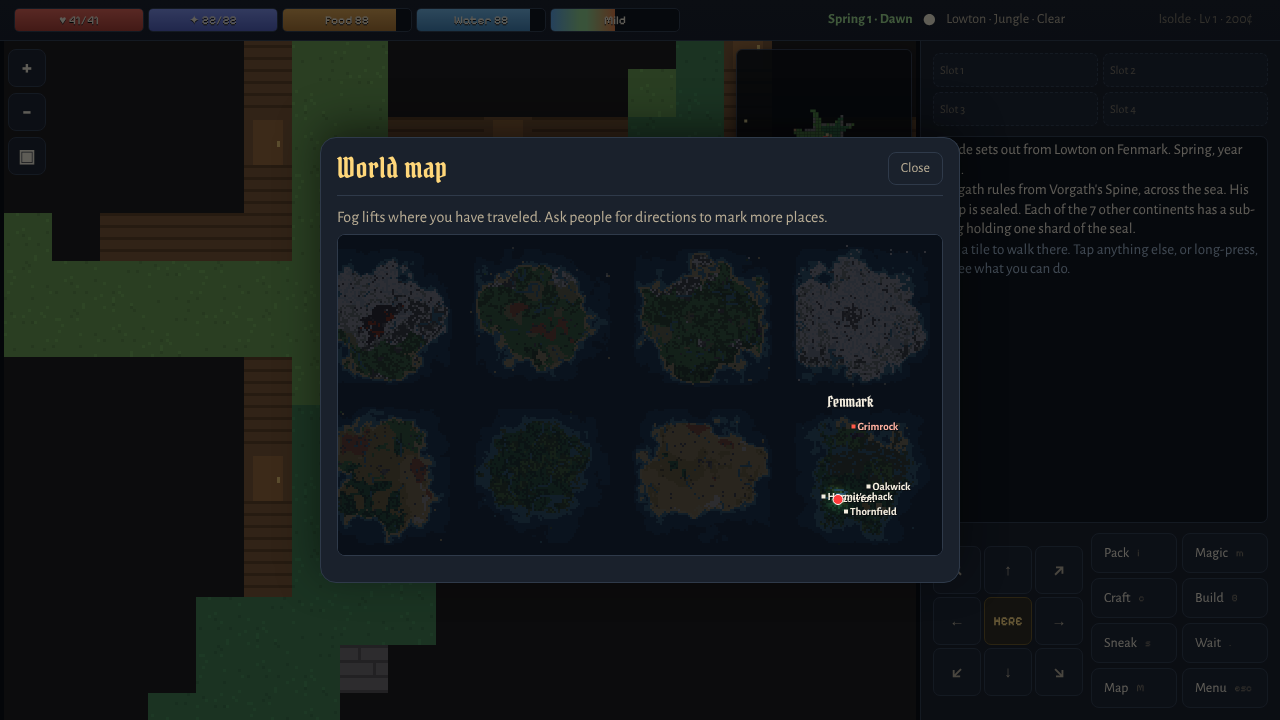 ♥ 41/41
✦ 22/22
Food 98
Water 98
Mild
Spring 1 · Dawn
Lowton · Jungle · Clear
Isolde · Lv 1 · 200¢
+
-
Slot 1
Slot 2
Slot 3
Slot 4
World map
Close
Fog lifts where you have traveled. Ask people for directions to mark more places.
Fenmark
Grimrock
Oakwick
Thornfield
de sets out from Lowton on Fenmark. Spring, year
gath rules from Vorgath's Spine, across the sea. His
p is sealed. Each of the 7 other continents has a sub-
g holding one shard of the seal.
a tile to walk there. Tap anything else, or long-press,
ee what you can do.
↑ ↗
← HERE →
↙ ↓ ↘
Pack i
Magic m
Craft c
Build B
Sneak s
Wait .
Map M
Menu esc